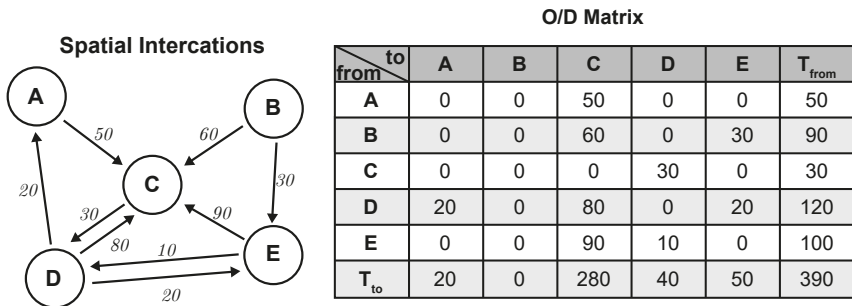 Spatial Intercations
A
B
C
D
E
50
60
20
30
30
90
80
10
20
O/D Matrix
from to A B C D E T from
A 0 0 50 0 0 50
B 0 0 60 0 30 90
C 0 0 0 30 0 30
D 20 0 80 0 20 120
E 0 0 90 10 0 100
T to 20 0 280 40 50 390